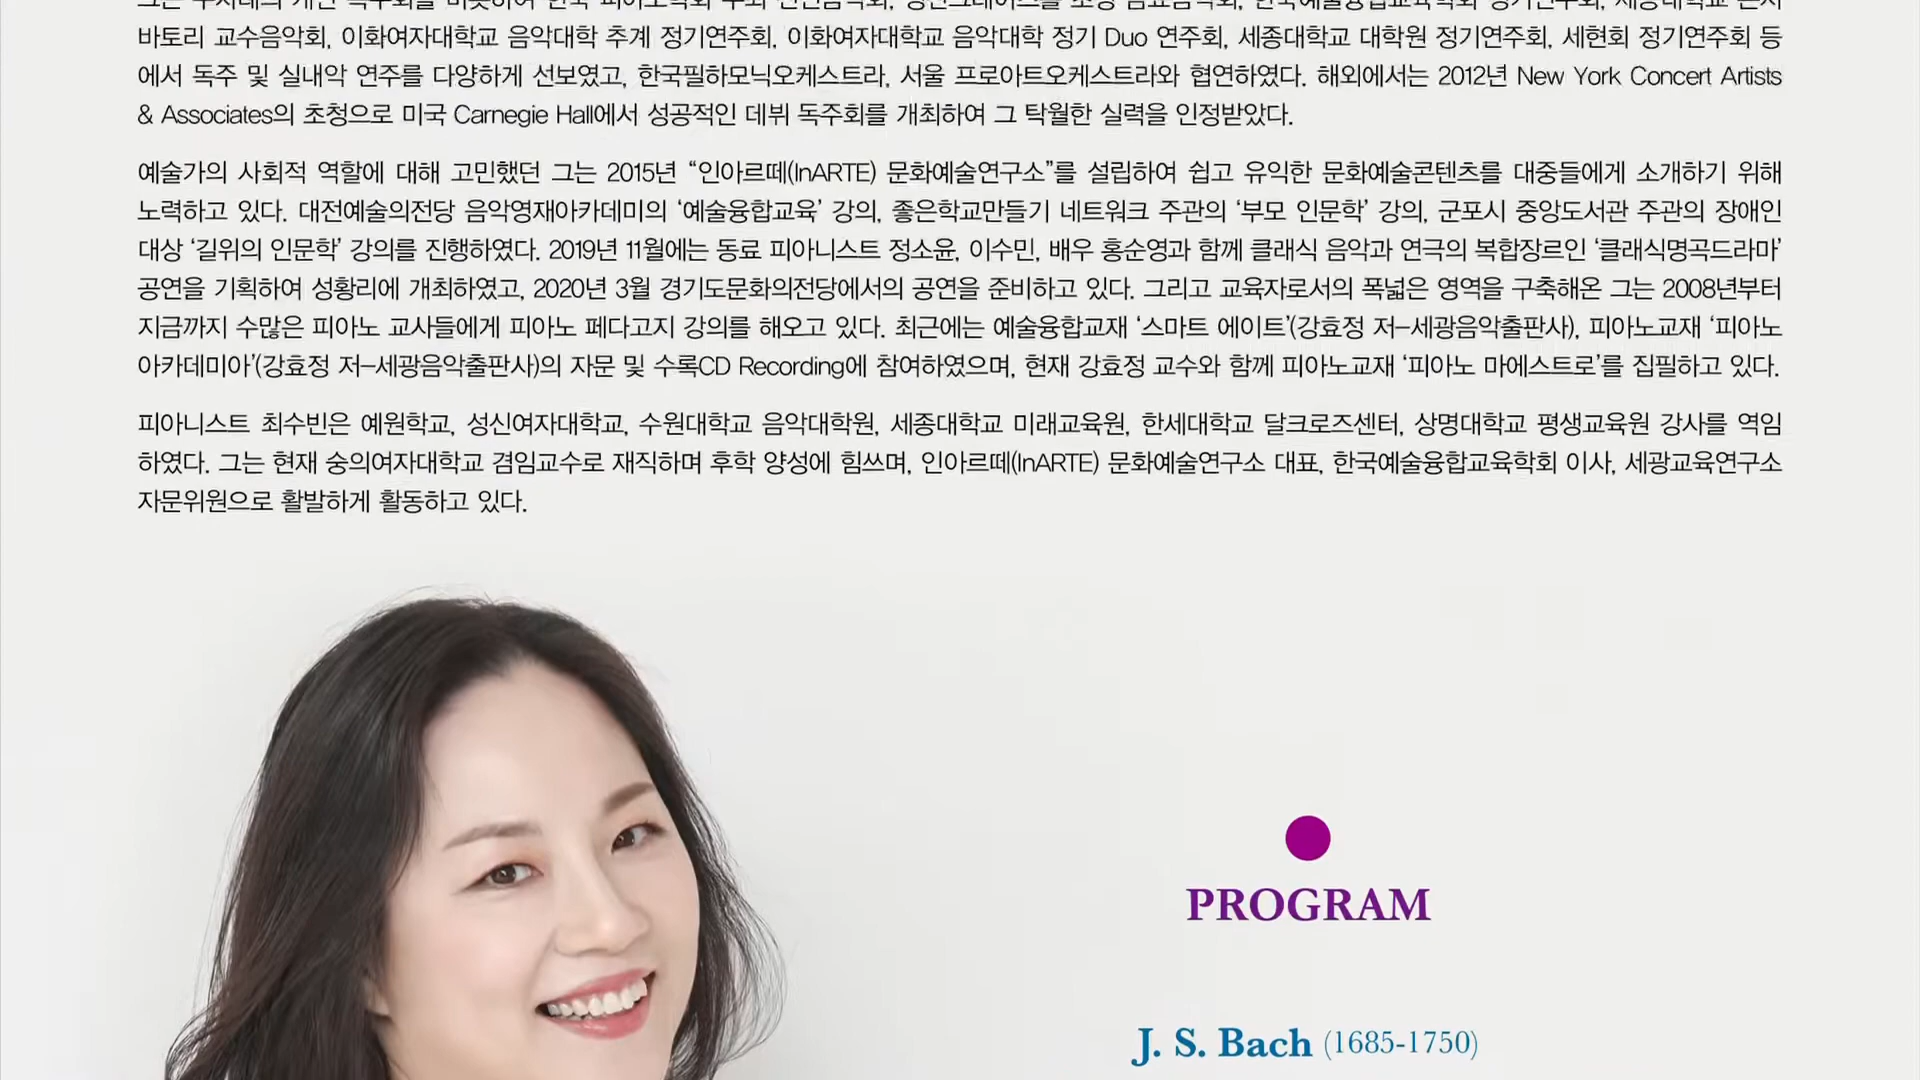 바토리 교수음악회, 이화여자대학교 음악대학 추계 정기연주회, 이화여자대학교 음악대학 정기 Duo 연주회, 세종대학교 대학원 정기연주회, 세현회 정기연주회 등
에서 독주 및 실내악 연주를 다양하게 선보였고, 한국필하모닉오케스트라, 서울 프로아트오케스트라와 협연하였다. 해외에서는 2012년 New York Concert Artists
& Associates의 초청으로 미국 Carnegie Hall에서 성공적인 데뷔 독주회를 개최하여 그 탁월한 실력을 인정받았다.
예술가의 사회적 역할에 대해 고민했던 그는 2015년 “인아르떼(InARTE) 문화예술연구소”를 설립하여 쉽고 유익한 문화예술콘텐츠를 대중들에게 소개하기 위해
노력하고 있다. 대전예술의전당 음악영재아카데미의 ‘예술융합교육’ 강의, 좋은학교만들기 네트워크 주관의 ‘부모 인문학’ 강의, 군포시 중앙도서관 주관의 장애인
대상 ‘길위의 인문학’ 강의를 진행하였다. 2019년 11월에는 동료 피아니스트 정소윤, 이수민, 배우 홍순영과 함께 클래식 음악과 연극의 복합장르인 ‘클래식명곡드라마’
공연을 기획하여 성황리에 개최하였고, 2020년 3월 경기도문화의전당에서의 공연을 준비하고 있다. 그리고 교육자로서의 폭넓은 영역을 구축해온 그는 2008년부터
지금까지 수많은 피아노 교사들에게 피아노 페다고지 강의를 해오고 있다. 최근에는 예술융합교재 ‘스마트 에이트’(강효정 저–세광음악출판사), 피아노교재 ‘피아노
아카데미아’(강효정 저–세광음악출판사)의 자문 및 수록CD Recording에 참여하였으며, 현재 강효정 교수와 함께 피아노교재 ‘피아노 마에스트로’를 집필하고 있다.
피아니스트 최수빈은 예원학교, 성신여자대학교, 수원대학교 음악대학원, 세종대학교 미래교육원, 한세대학교 달크로즈센터, 상명대학교 평생교육원 강사를 역임
하였다. 그는 현재 숭의여자대학교 겸임교수로 재직하며 후학 양성에 힘쓰며, 인아르떼(InARTE) 문화예술연구소 대표, 한국예술융합교육학회 이사, 세광교육연구소
자문위원으로 활발하게 활동하고 있다.
PROGRAM
J. S. Bach (1685-1750)